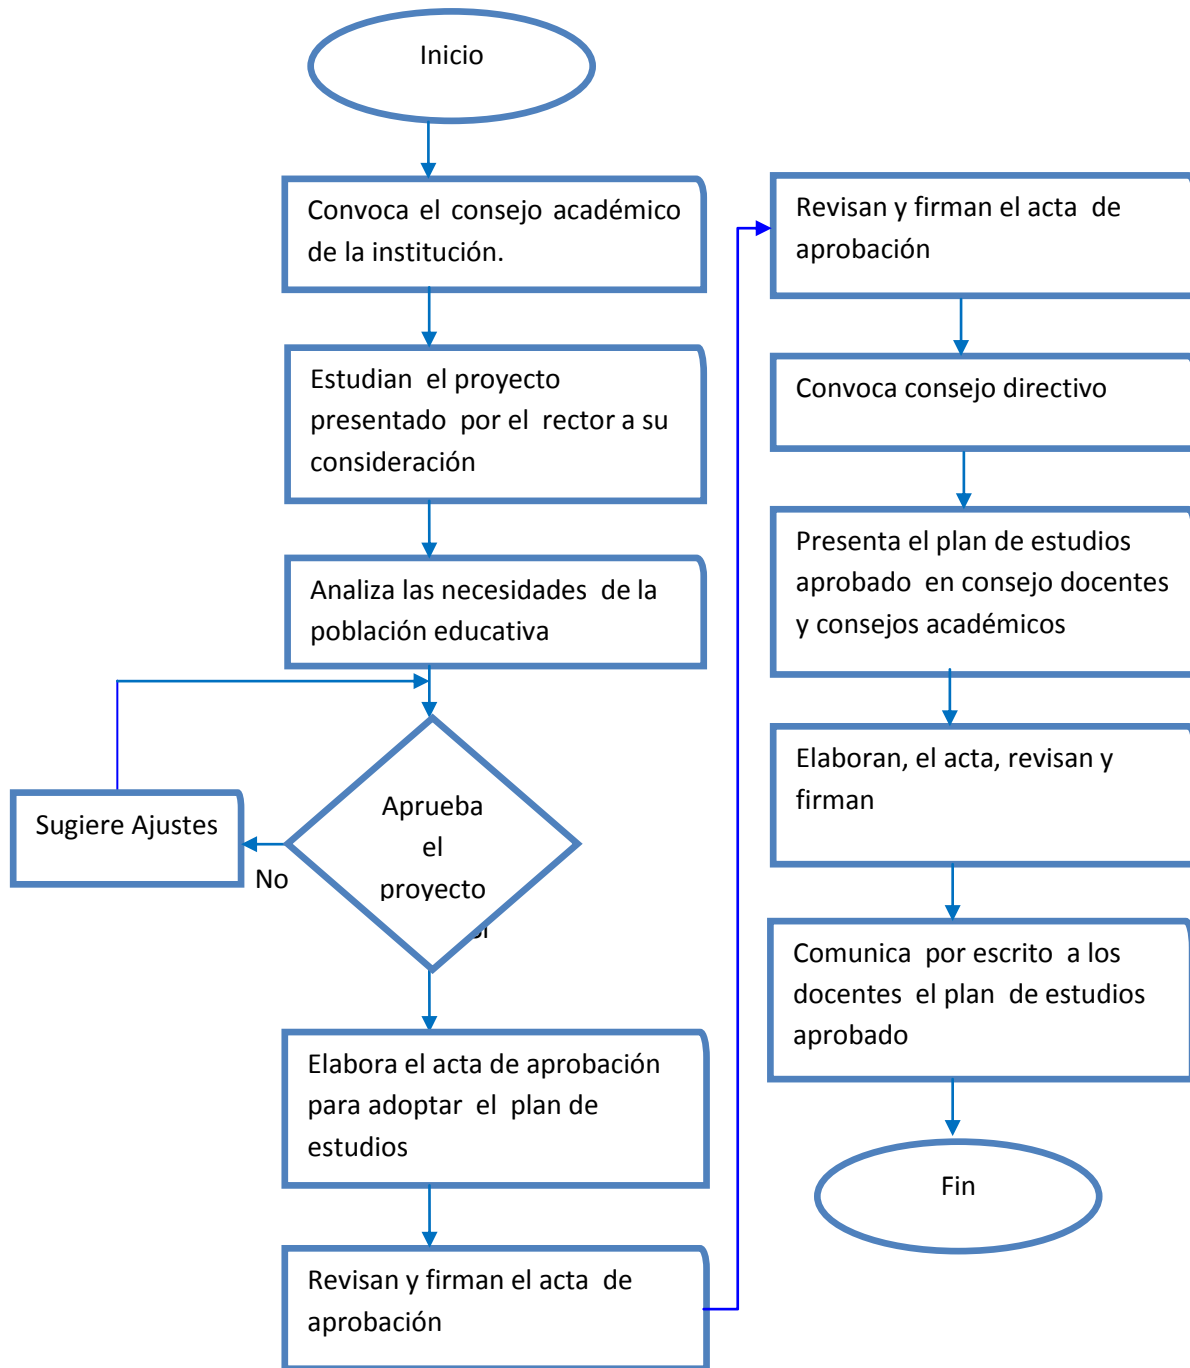 Inicio
Convoca el consejo académico
de la institución.
Estudian el proyecto
presentado por el rector a su
consideración
Analiza las necesidades de la
población educativa
Sugiere Ajustes
No
Aprueba
el
proyecto
Elabora el acta de aprobación
para adoptar el plan de
estudios
Revisan y firman el acta de
aprobación
Revisan y firman el acta de
aprobación
Convoca consejo directivo
Presenta el plan de estudios
aprobado en consejo docentes
y consejos académicos
Elaboran, el acta, revisan y
firman
Comunica por escrito a los
docentes el plan de estudios
aprobado
Fin